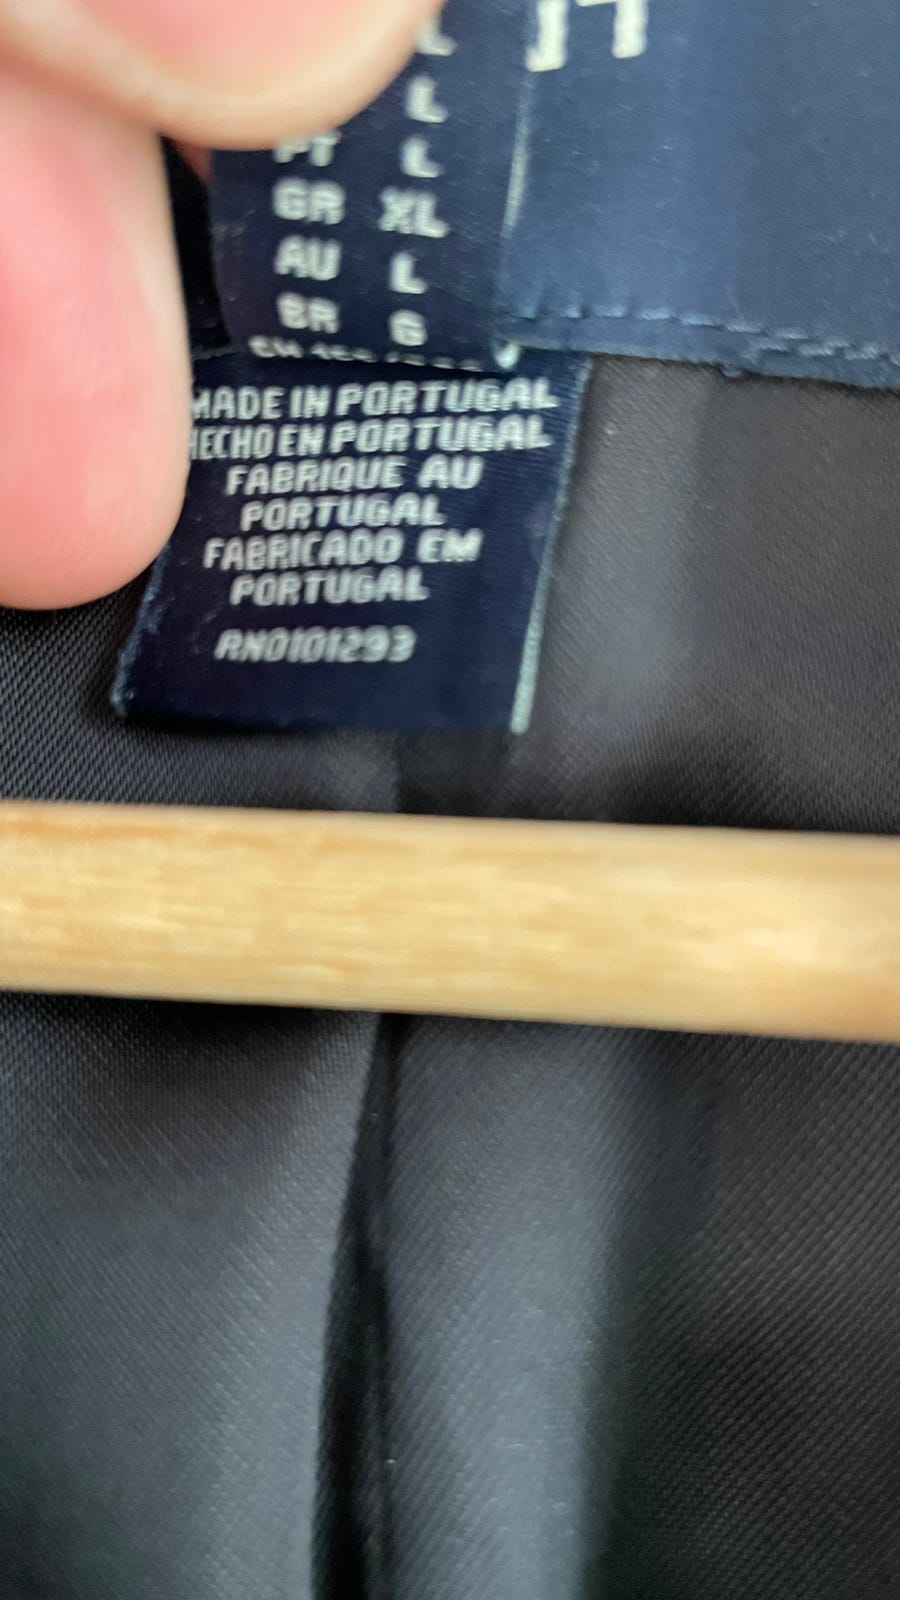 L
L
PT L
GR XL
AU L
BR G
MADE IN PORTUGAL
HECHO EN PORTUGAL
FABRIQUE AU
PORTUGAL
FABRICADO EM
PORTUGAL
RN0101293